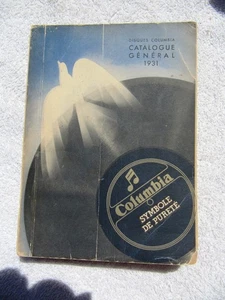 DISQUES COLUMBIA
CATALOGUE
GÉNÉRAL
1931
Columbia
SYMBOLE
DE PURETÉ